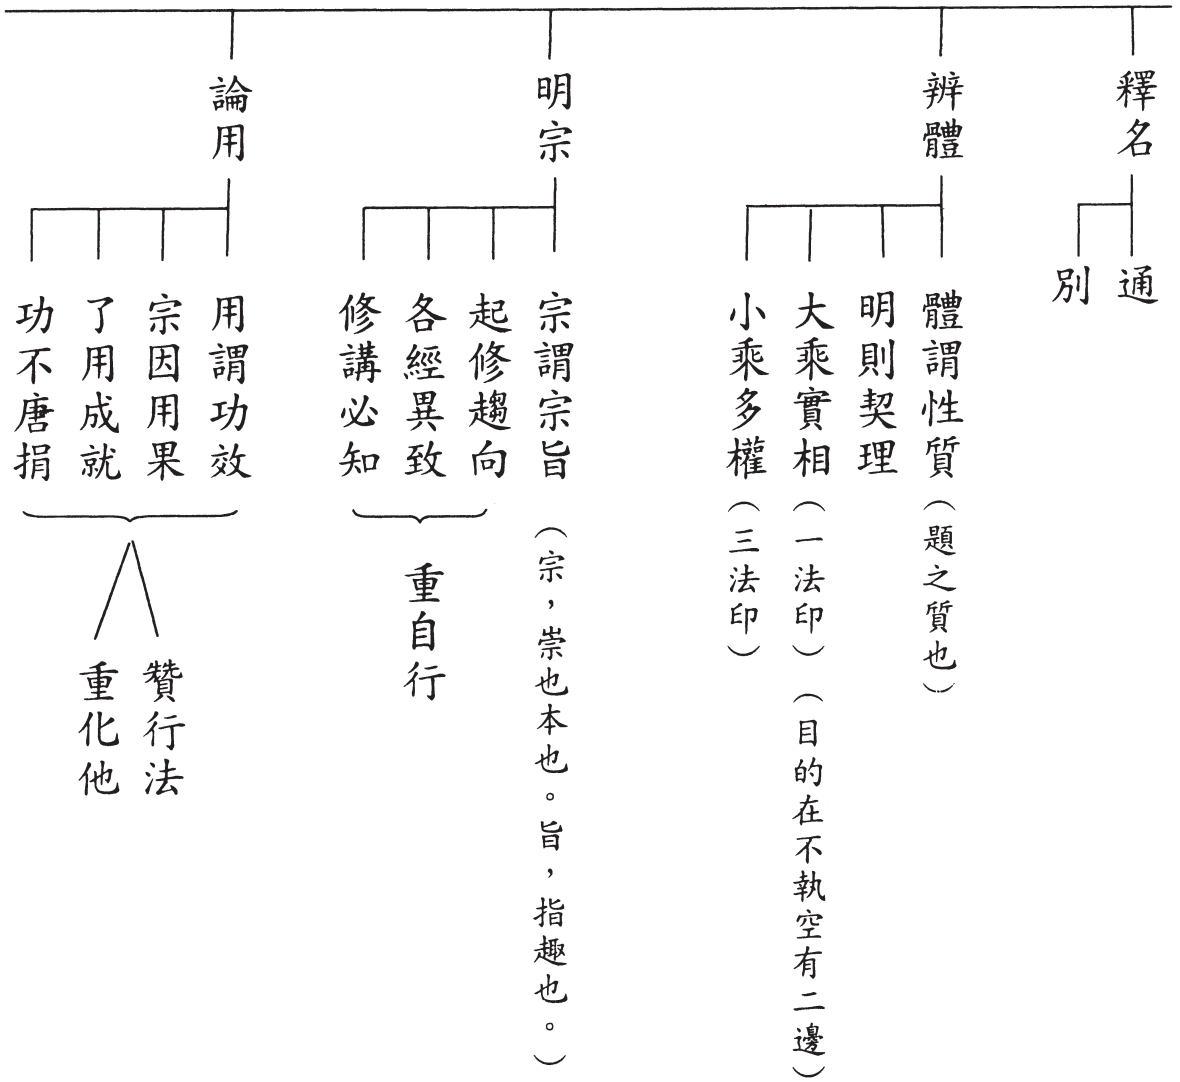 釋名
通
別
辨體
體謂性質(題之質也)
明則契理
大乘實相(一法印)(目的在不執空有二邊)
小乘多權(三法印)
明宗
宗謂宗旨(宗,崇也本也。旨,指趣也。)
起修趨向
各經異致
修講必知
重自行
論用
用謂功效
宗因用果
了用成就
功不唐捐
贊行法
重化他